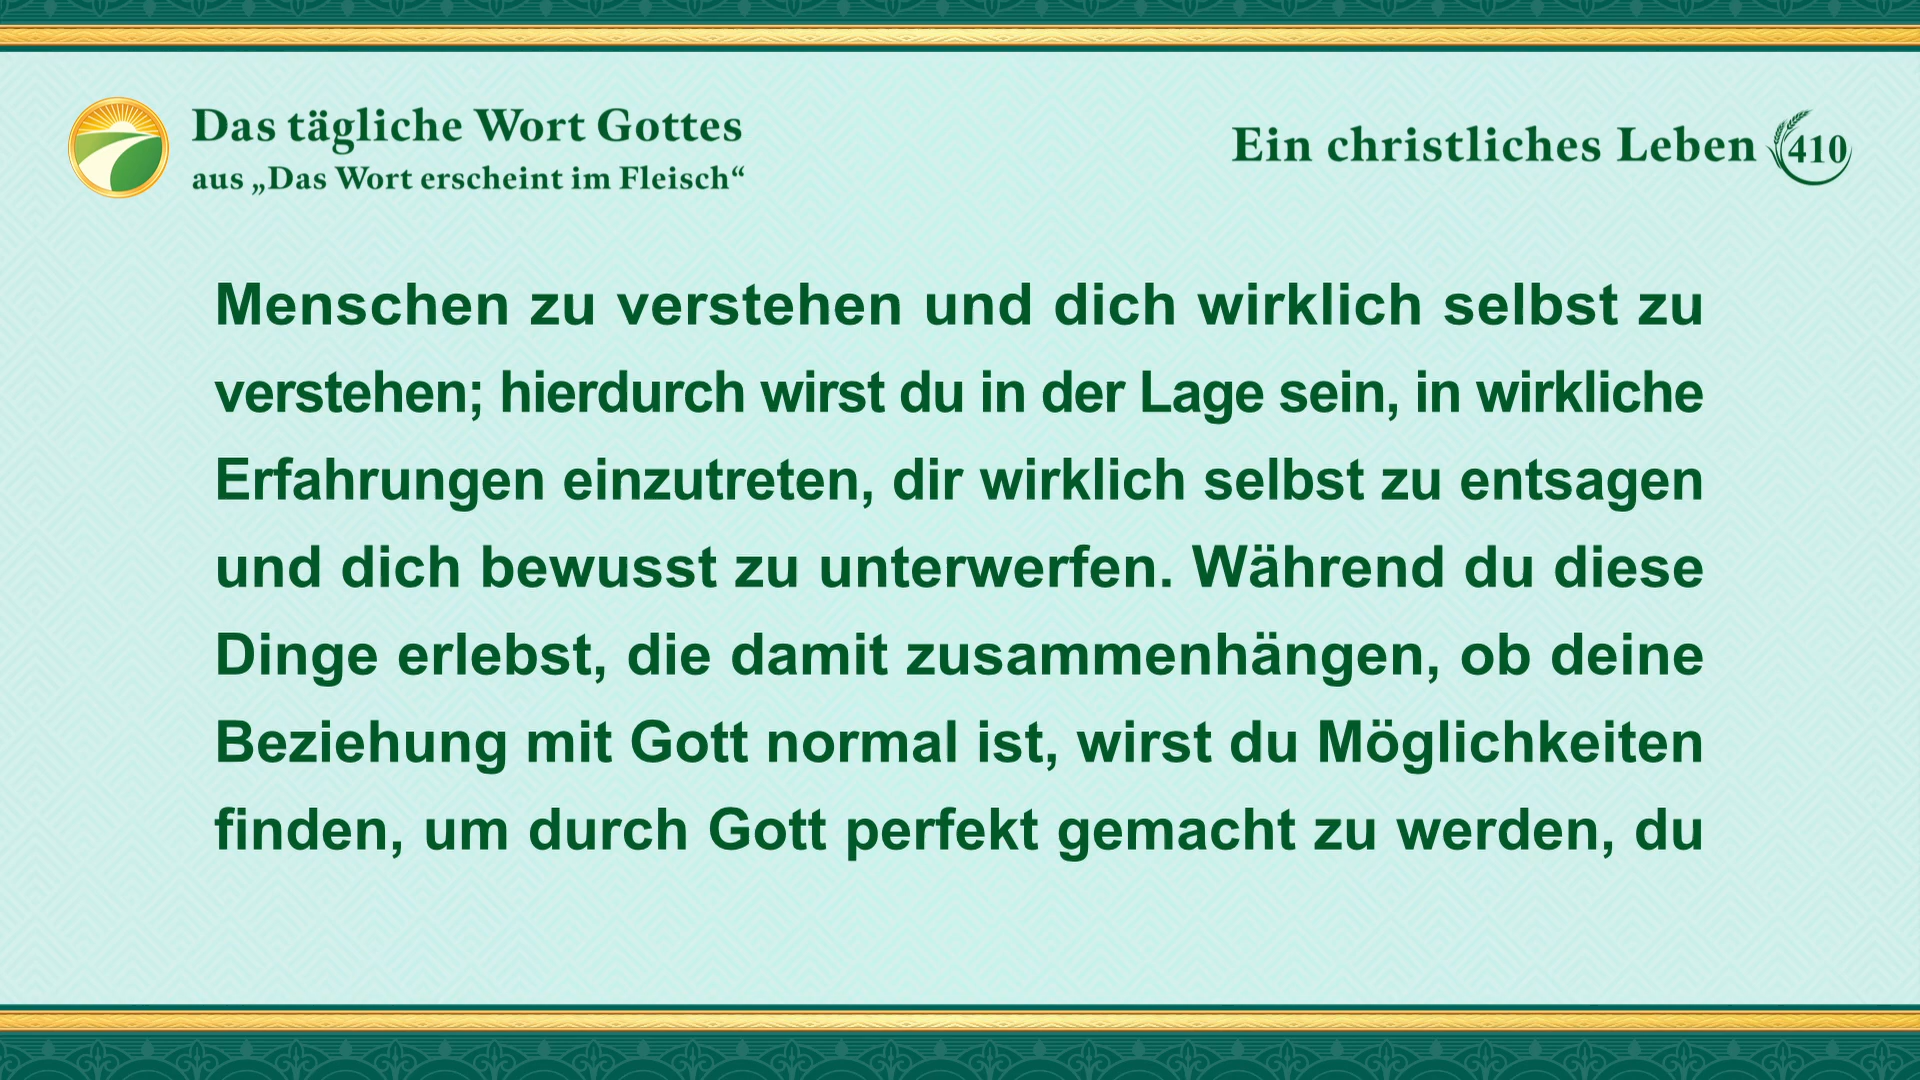 Das tägliche Wort Gottes
aus „Das Wort erscheint im Fleisch“
Ein christliches Leben 410
Menschen zu verstehen und dich wirklich selbst zu
verstehen; hierdurch wirst du in der Lage sein, in wirkliche
Erfahrungen einzutreten, dir wirklich selbst zu entsagen
und dich bewusst zu unterwerfen. Während du diese
Dinge erlebst, die damit zusammenhängen, ob deine
Beziehung mit Gott normal ist, wirst du Möglichkeiten
finden, um durch Gott perfekt gemacht zu werden, du